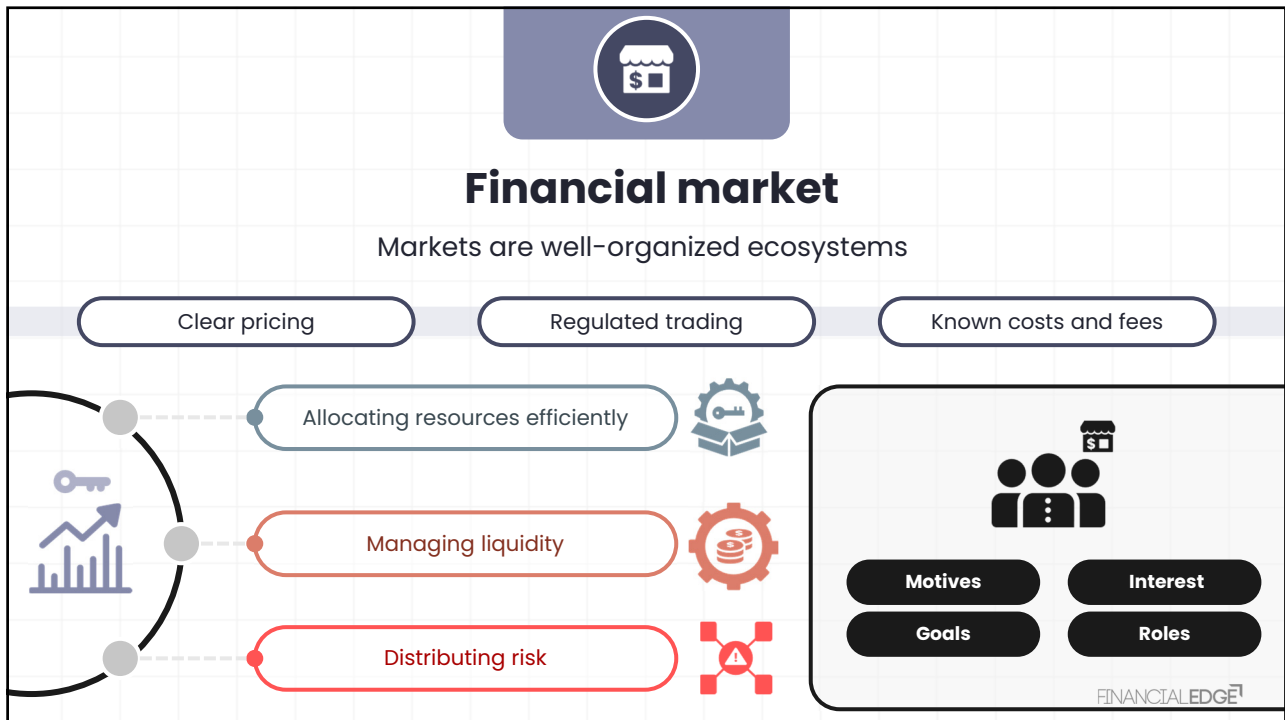 $
Financial market
Markets are well-organized ecosystems
Clear pricing
Regulated trading
Known costs and fees
Allocating resources efficiently
Managing liquidity
Distributing risk
$
Motives
Interest
Goals
Roles
FINANCIALEDGE